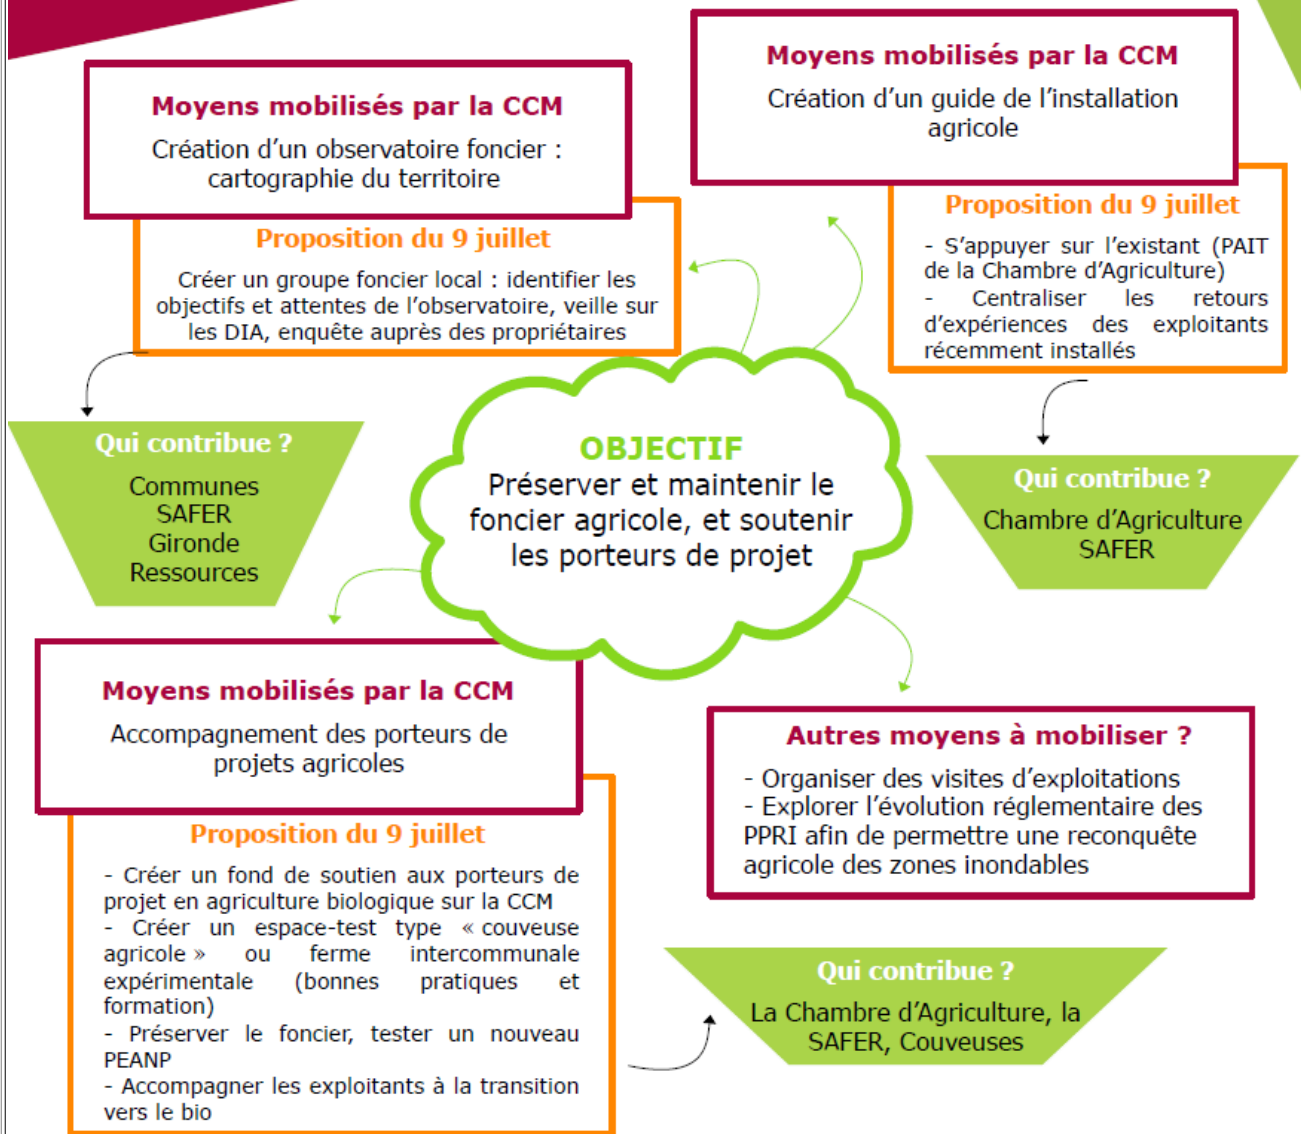 Moyens mobilisés par la CCM
Création d’un observatoire foncier :
cartographie du territoire
Proposition du 9 juillet
Créer un groupe foncier local : identifier les
objectifs et attentes de l’observatoire, veille sur
les DIA, enquête auprès des propriétaires
Qui contribue ?
Communes
SAFER
Gironde
Ressources
Moyens mobilisés par la CCM
Création d’un guide de l’installation
agricole
Proposition du 9 juillet
- S’appuyer sur l’existant (PAIT
de la Chambre d’Agriculture)
- Centraliser les retours
d’expériences des exploitants
récemment installés
Qui contribue ?
Chambre d’Agriculture
SAFER
OBJECTIF
Préserver et maintenir le
foncier agricole, et soutenir
les porteurs de projet
Moyens mobilisés par la CCM
Accompagnement des porteurs de
projets agricoles
Proposition du 9 juillet
- Créer un fond de soutien aux porteurs de
projet en agriculture biologique sur la CCM
- Créer un espace-test type « couveuse
agricole » ou ferme intercommunale
expérimentale (bonnes pratiques et
formation)
- Préserver le foncier, tester un nouveau
PEANP
- Accompagner les exploitants à la transition
vers le bio
Autres moyens à mobiliser ?
- Organiser des visites d’exploitations
- Explorer l’évolution réglementaire des
PPRI afin de permettre une reconquête
agricole des zones inondables
Qui contribue ?
La Chambre d’Agriculture, la
SAFER, Couveuses